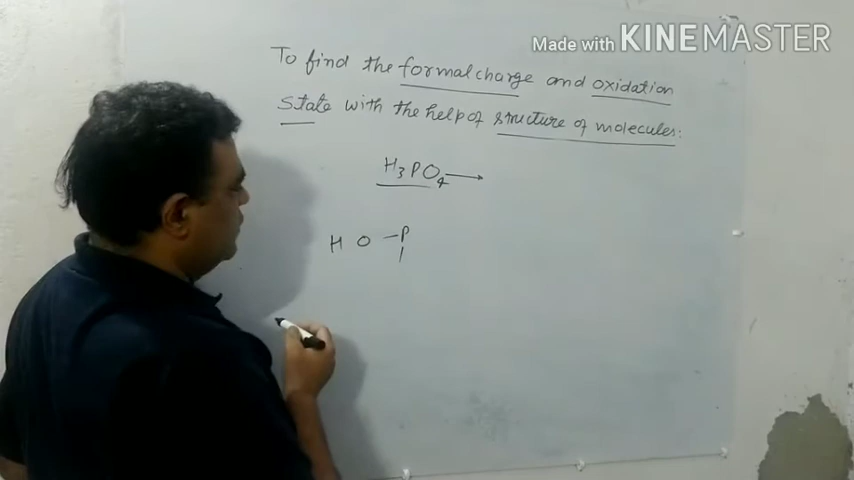 Made with KINEMASTER
To find the formal charge and oxidation
state with the help of structure of molecules:
H₃PO₄ →
H O – P
|